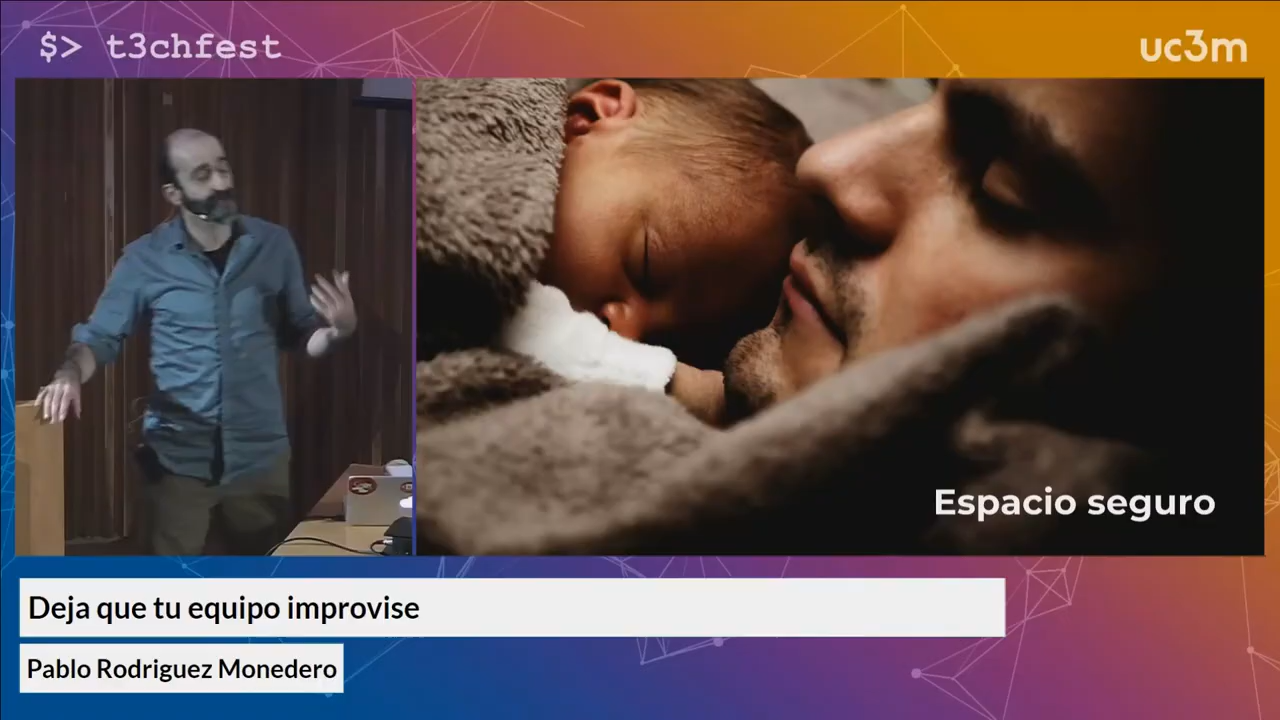 $> t3chfest
uc3m
Espacio seguro
Deja que tu equipo improvise
Pablo Rodriguez Monedero